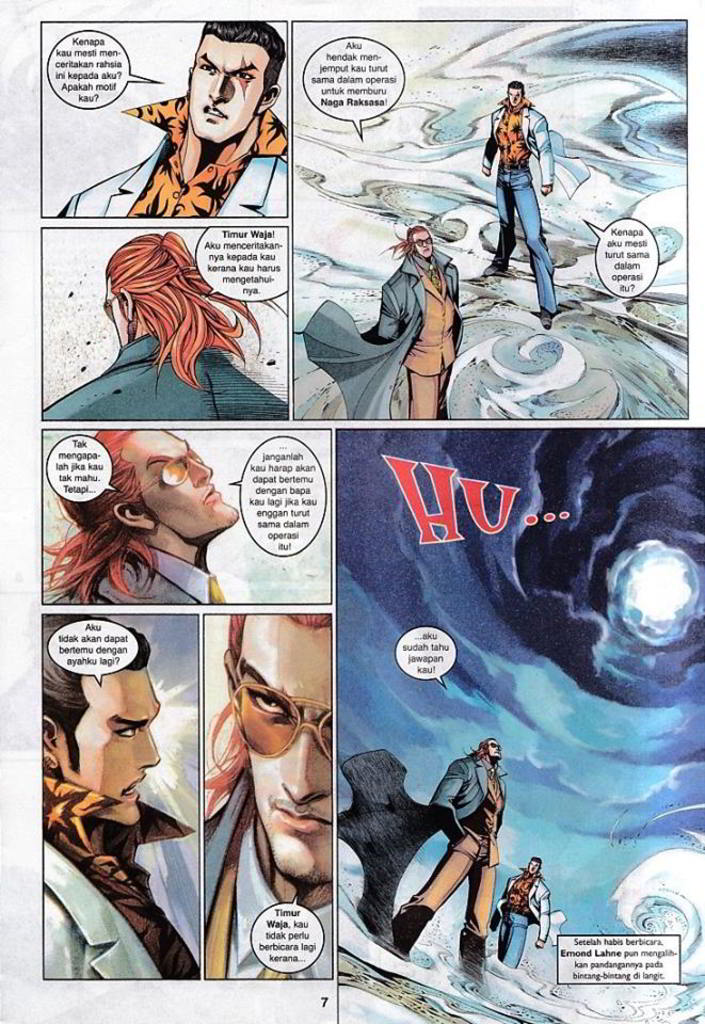 Kenapa
kau mesti men-
ceritakan rahsia
ini kepada aku?
Apakah motif
kau?
Aku
hendak men-
jemput kau turut
sama dalam operasi
untuk memburu
Naga Raksasa!
Kenapa
aku mesti
turut sama
dalam
operasi
itu?
Timur Waja!
Aku menceritakan-
nya kepada kau
kerana kau harus
mengetahui-
nya.
Tak
mengapa-
lah jika kau
tak mahu.
Tetapi...
...
janganlah
kau harap akan
dapat bertemu
dengan bapa
kau lagi jika kau
enggan turut
sama dalam
operasi
itu!
Aku
tidak akan dapat
bertemu dengan
ayahku lagi?
Timur
Waja, kau
tidak perlu
berbicara lagi
kerana...
HU...
...aku
sudah tahu
jawapan
kau!
Setelah habis berbicara,
Ernond Lahne pun mengalih-
kan pandangannya pada
bintang-bintang di langit.
7